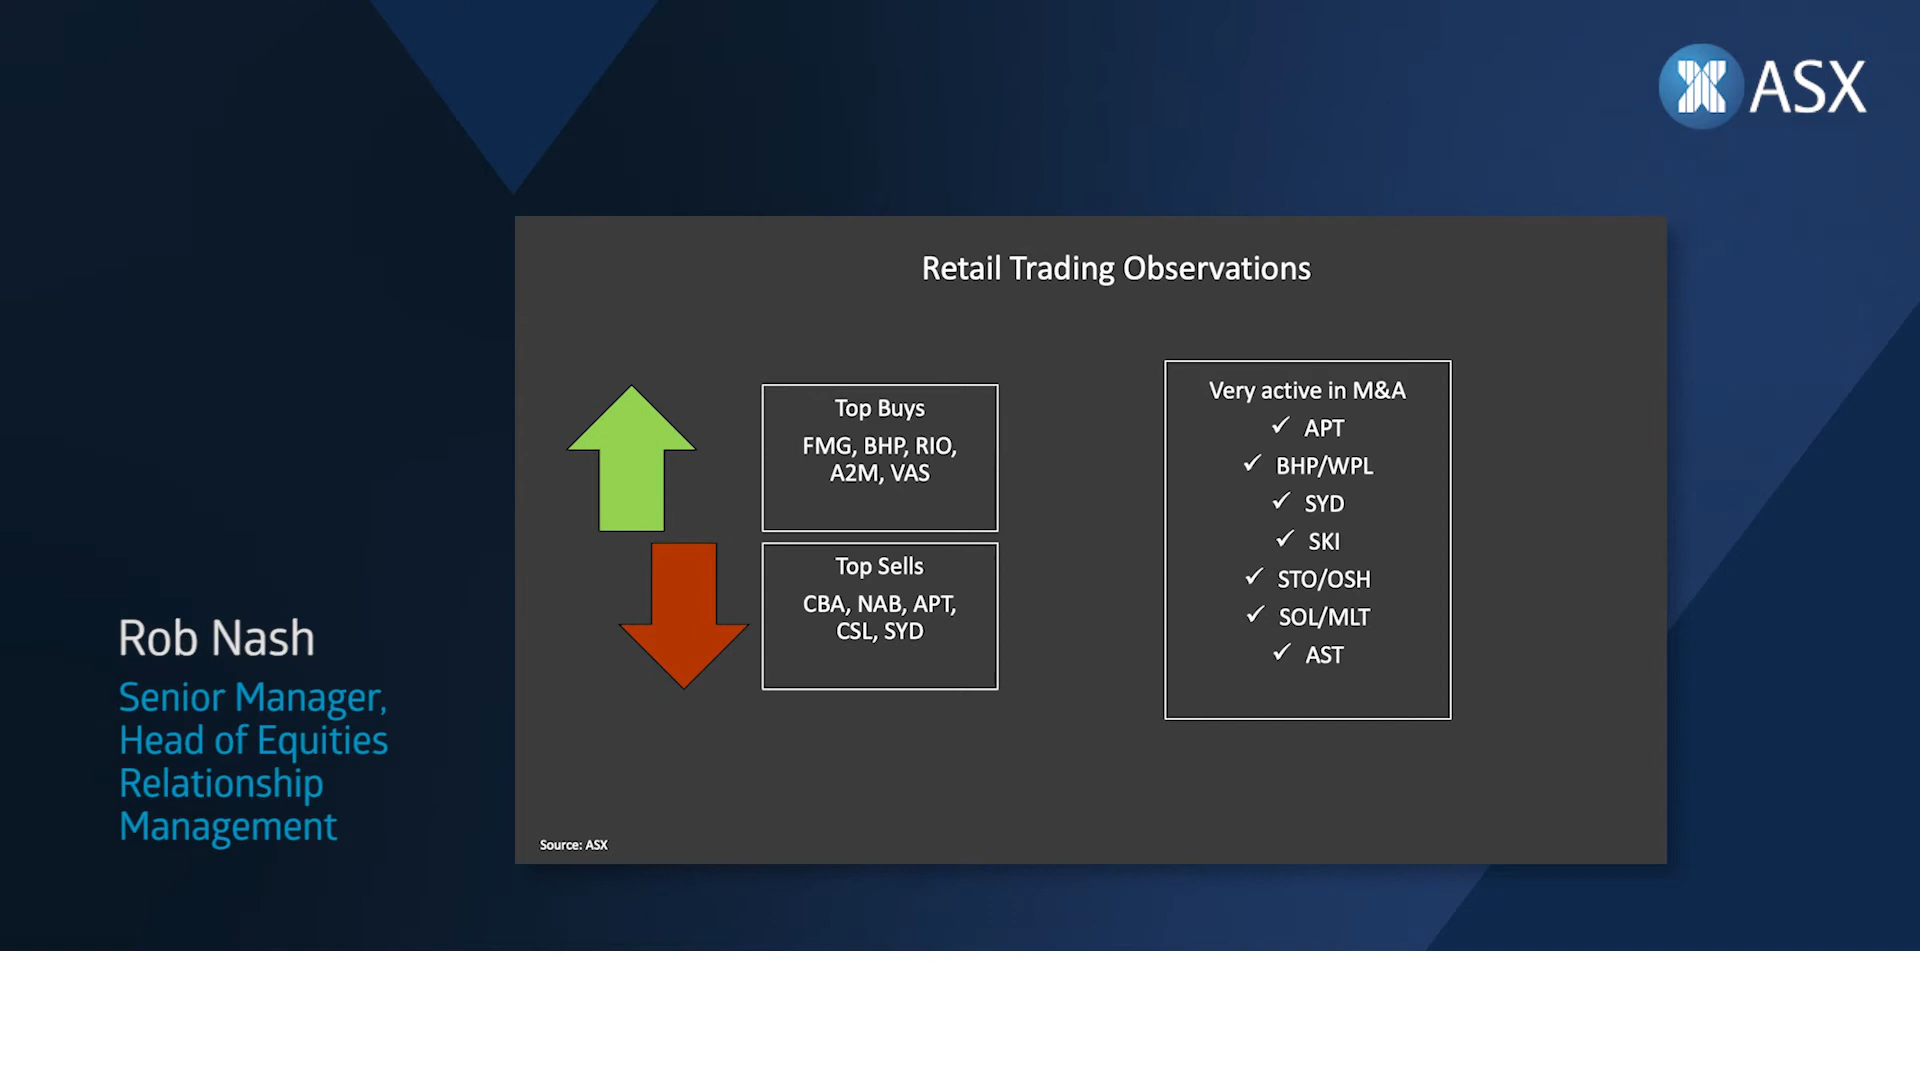 ASX
Retail Trading Observations
Top Buys
FMG, BHP, RIO,
A2M, VAS
Top Sells
CBA, NAB, APT,
CSL, SYD
Very active in M&A
✓ APT
✓ BHP/WPL
✓ SYD
✓ SKI
✓ STO/OSH
✓ SOL/MLT
✓ AST
Rob Nash
Senior Manager,
Head of Equities
Relationship
Management
Source: ASX